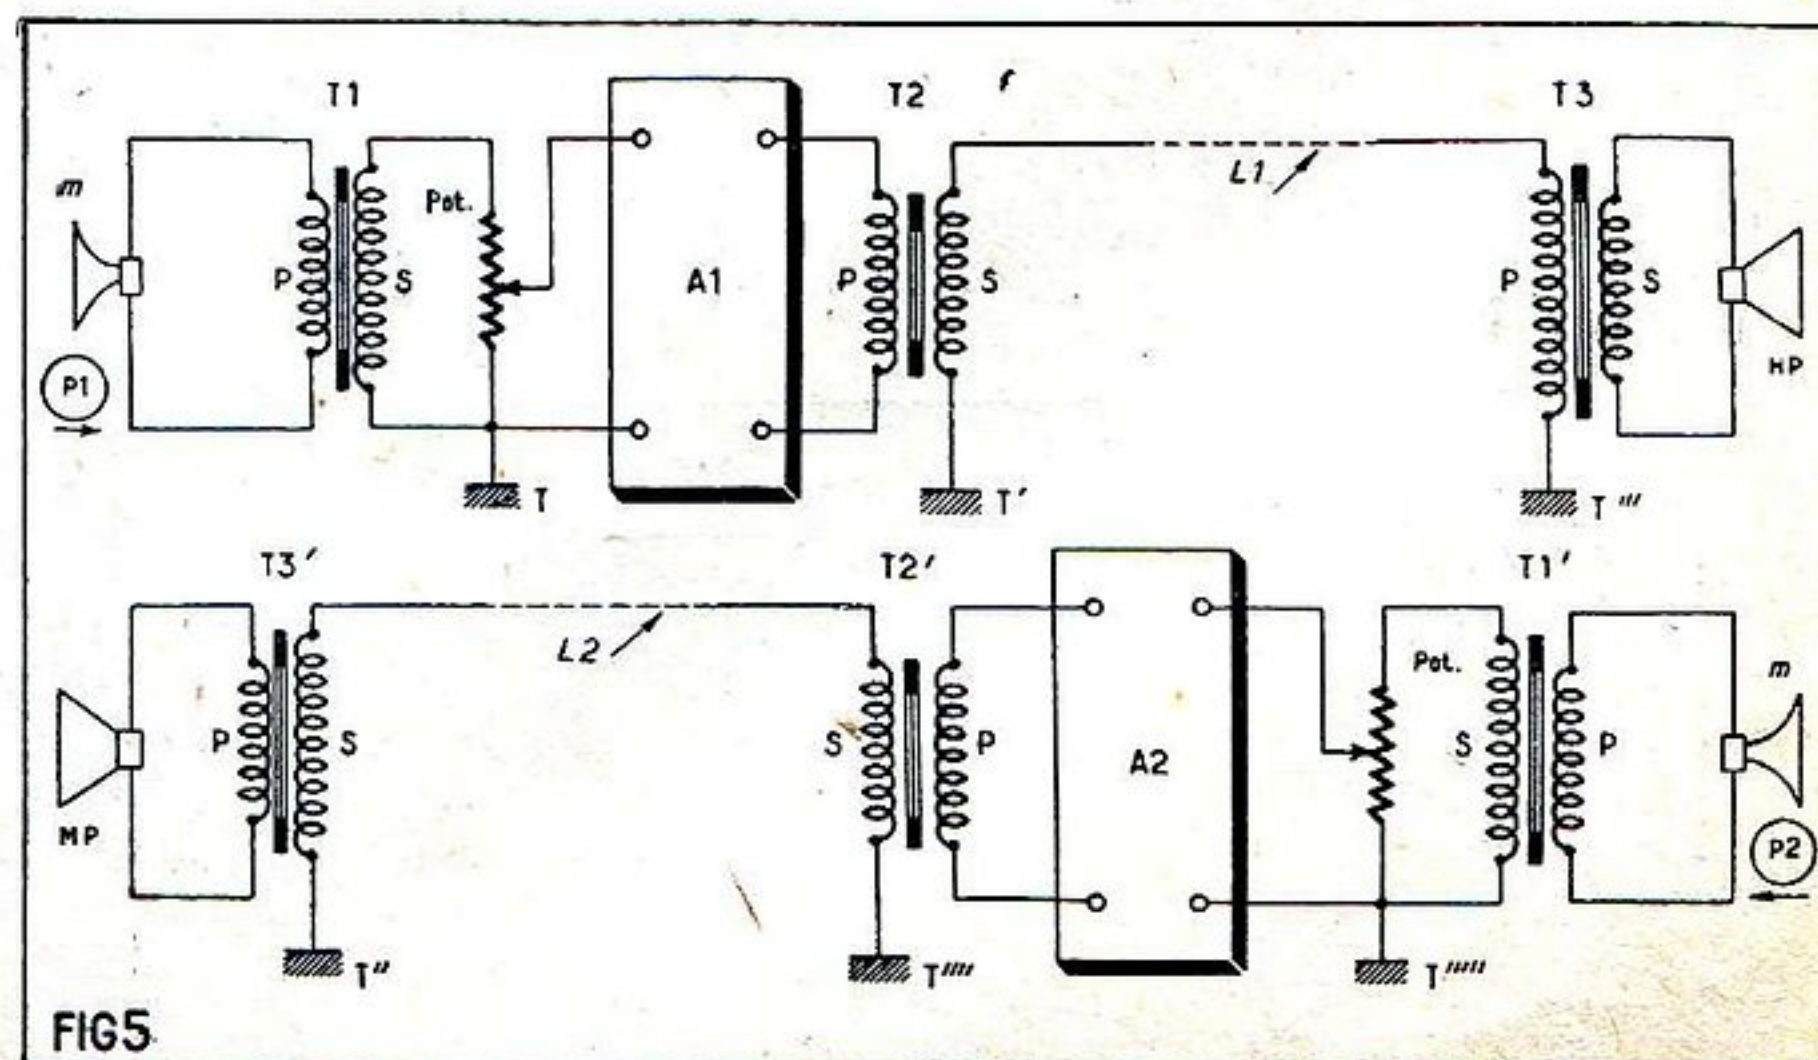 T1 T2 T3
m Pot. L1
P S A1 P S P S
P1 HP
T T' T'''
T3' T2' T1'
L2 Pot. m
P S S P A2 S P
MP P2
T'' T'''' T'''''
FIG5